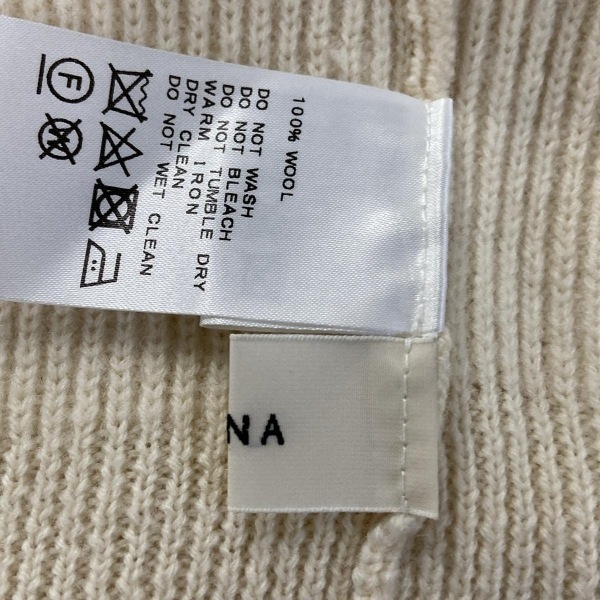 100% WOOL
DO NOT WASH
DO NOT BLEACH
DO NOT TUMBLE DRY
WARM IRON
DRY CLEAN
DO NOT WET CLEAN
F
NA